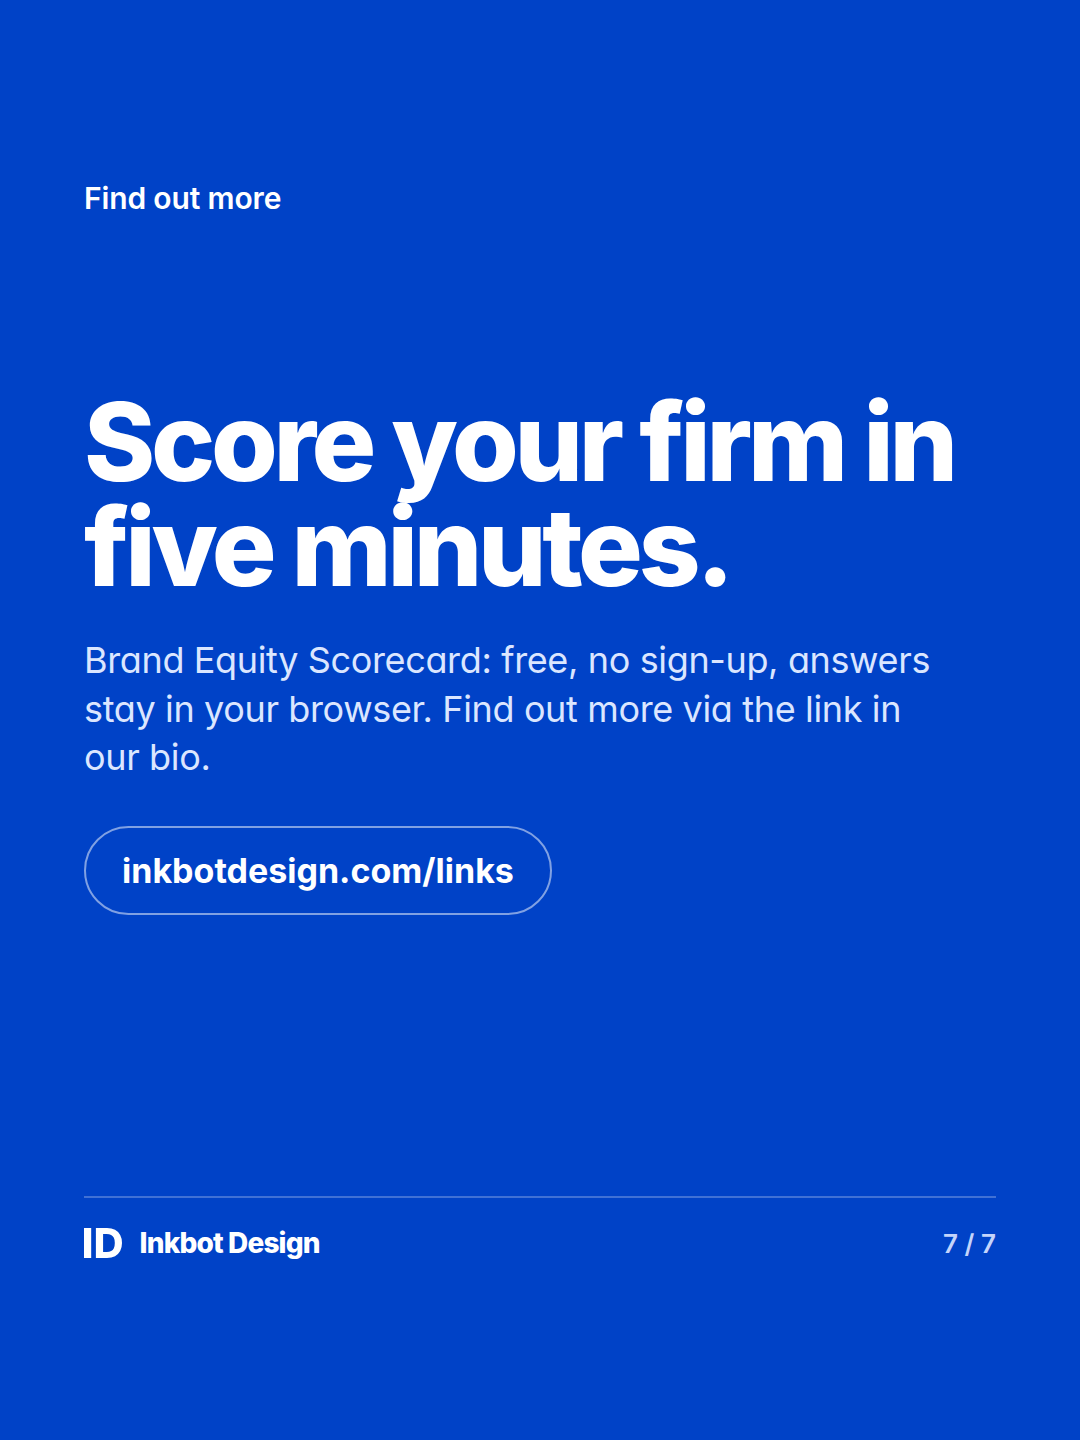 Find out more
Score your firm in
five minutes.
Brand Equity Scorecard: free, no sign-up, answers
stay in your browser. Find out more via the link in
our bio.
inkbotdesign.com/links
ID Inkbot Design
7 / 7